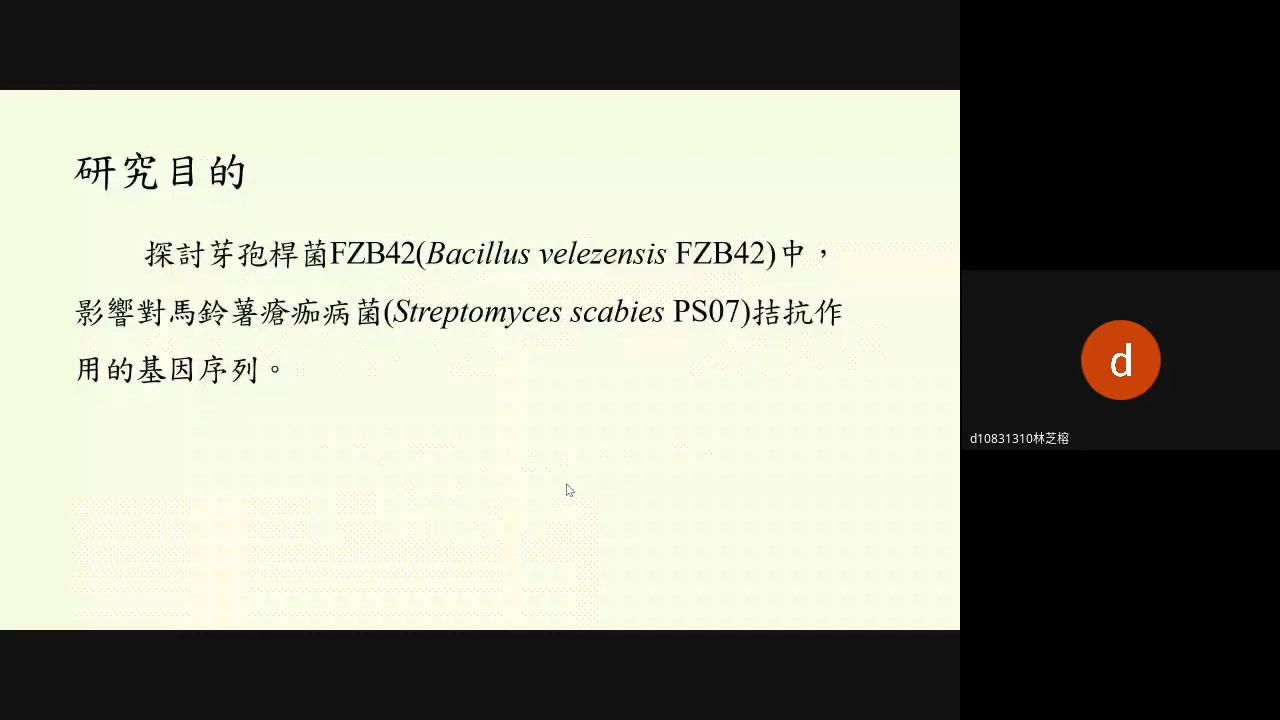 研究目的
探討芽孢桿菌FZB42(Bacillus velezensis FZB42)中，
影響對馬鈴薯瘡痂病菌(Streptomyces scabies PS07)拮抗作
用的基因序列。
d
d10831310林芝榕